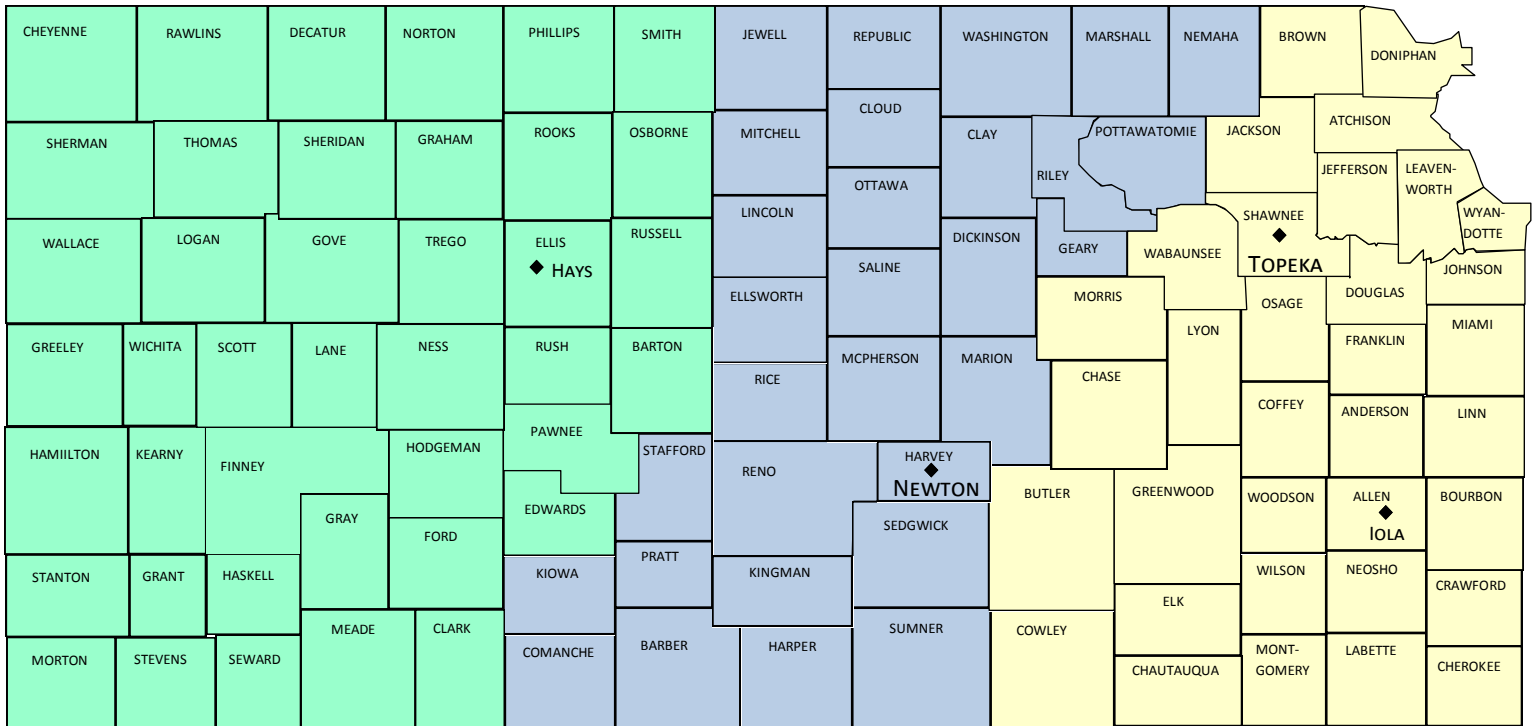 CHEYENNE
RAWLINS
DECATUR
NORTON
PHILLIPS
SMITH
JEWELL
REPUBLIC
WASHINGTON
MARSHALL
NEMAHA
BROWN
DONIPHAN
SHERMAN
THOMAS
SHERIDAN
GRAHAM
ROOKS
OSBORNE
MITCHELL
CLOUD
CLAY
RILEY
POTTAWATOMIE
JACKSON
ATCHISON
JEFFERSON
LEAVEN-
WORTH
WYAN-
DOTTE
WALLACE
LOGAN
GOVE
TREGO
ELLIS
HAYS
RUSSELL
LINCOLN
OTTAWA
DICKINSON
GEARY
WABAUNSEE
SHAWNEE
TOPEKA
DOUGLAS
JOHNSON
ELLSWORTH
SALINE
MORRIS
LYON
OSAGE
FRANKLIN
MIAMI
GREELEY
WICHITA
SCOTT
LANE
NESS
RUSH
BARTON
RICE
MCPHERSON
MARION
CHASE
COFFEY
ANDERSON
LINN
HAMIILTON
KEARNY
FINNEY
HODGEMAN
PAWNEE
STAFFORD
RENO
HARVEY
NEWTON
BUTLER
GREENWOOD
WOODSON
ALLEN
IOLA
BOURBON
GRAY
FORD
EDWARDS
SEDGWICK
STANTON
GRANT
HASKELL
KIOWA
PRATT
KINGMAN
ELK
WILSON
NEOSHO
CRAWFORD
MORTON
STEVENS
SEWARD
MEADE
CLARK
COMANCHE
BARBER
HARPER
SUMNER
COWLEY
CHAUTAUQUA
MONT-
GOMERY
LABETTE
CHEROKEE